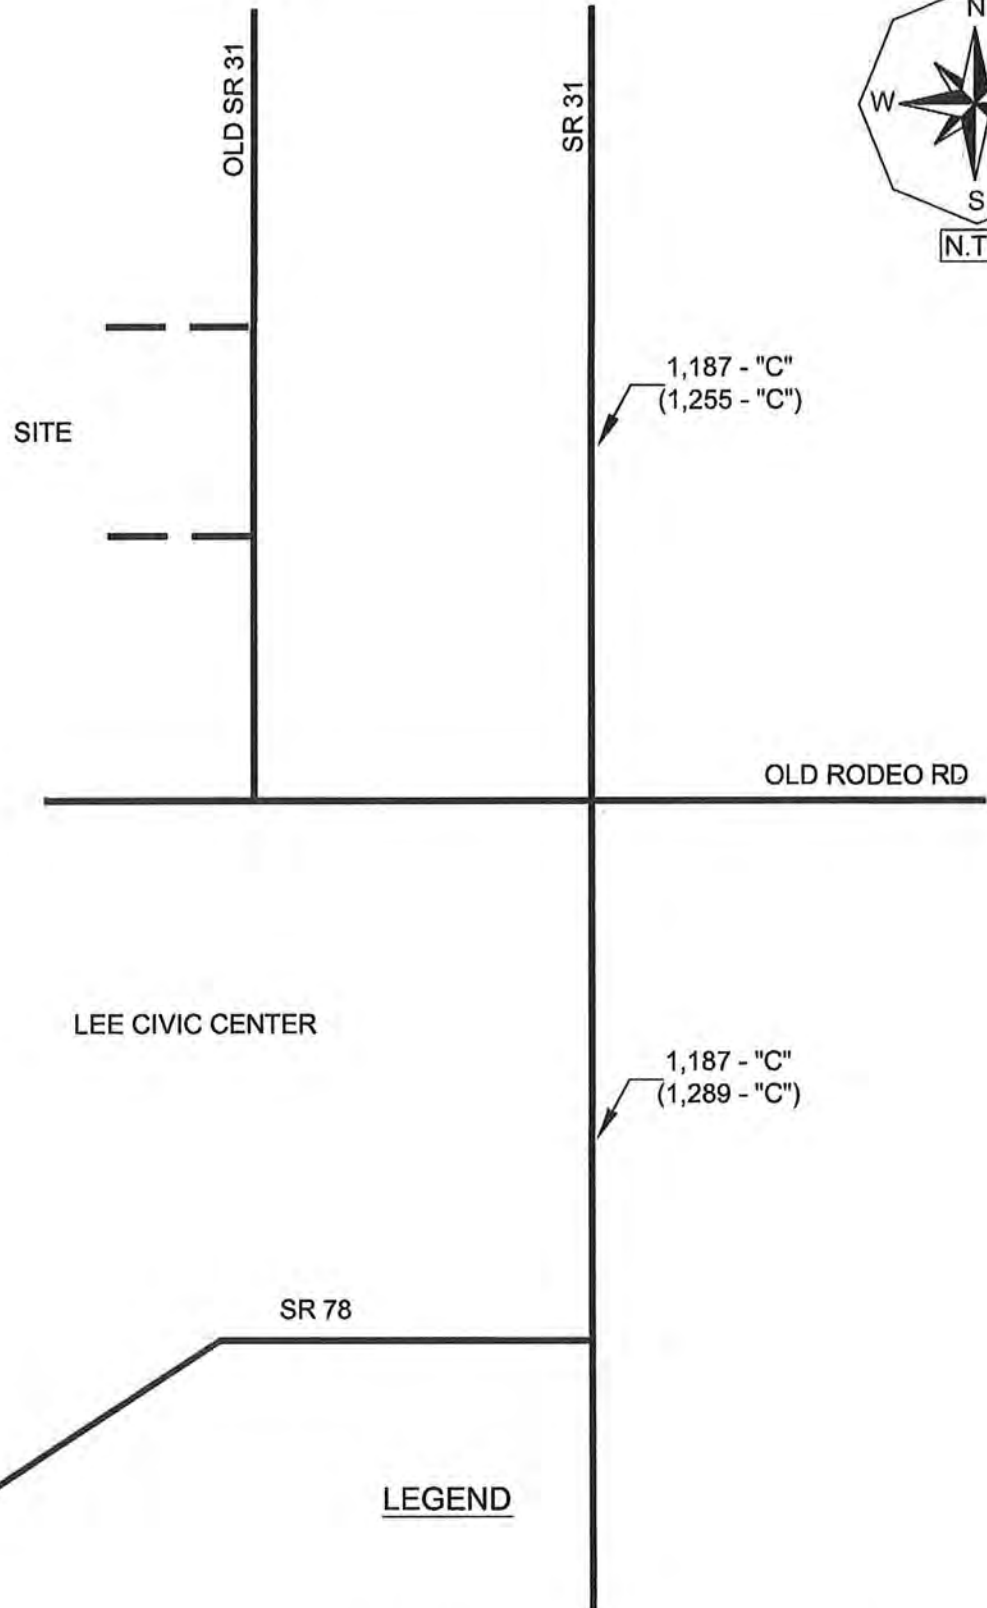 N
OLD SR 31
SR 31
W
S
N.T
1,187 - "C"
(1,255 - "C")
SITE
OLD RODEO RD
LEE CIVIC CENTER
1,187 - "C"
(1,289 - "C")
SR 78
LEGEND